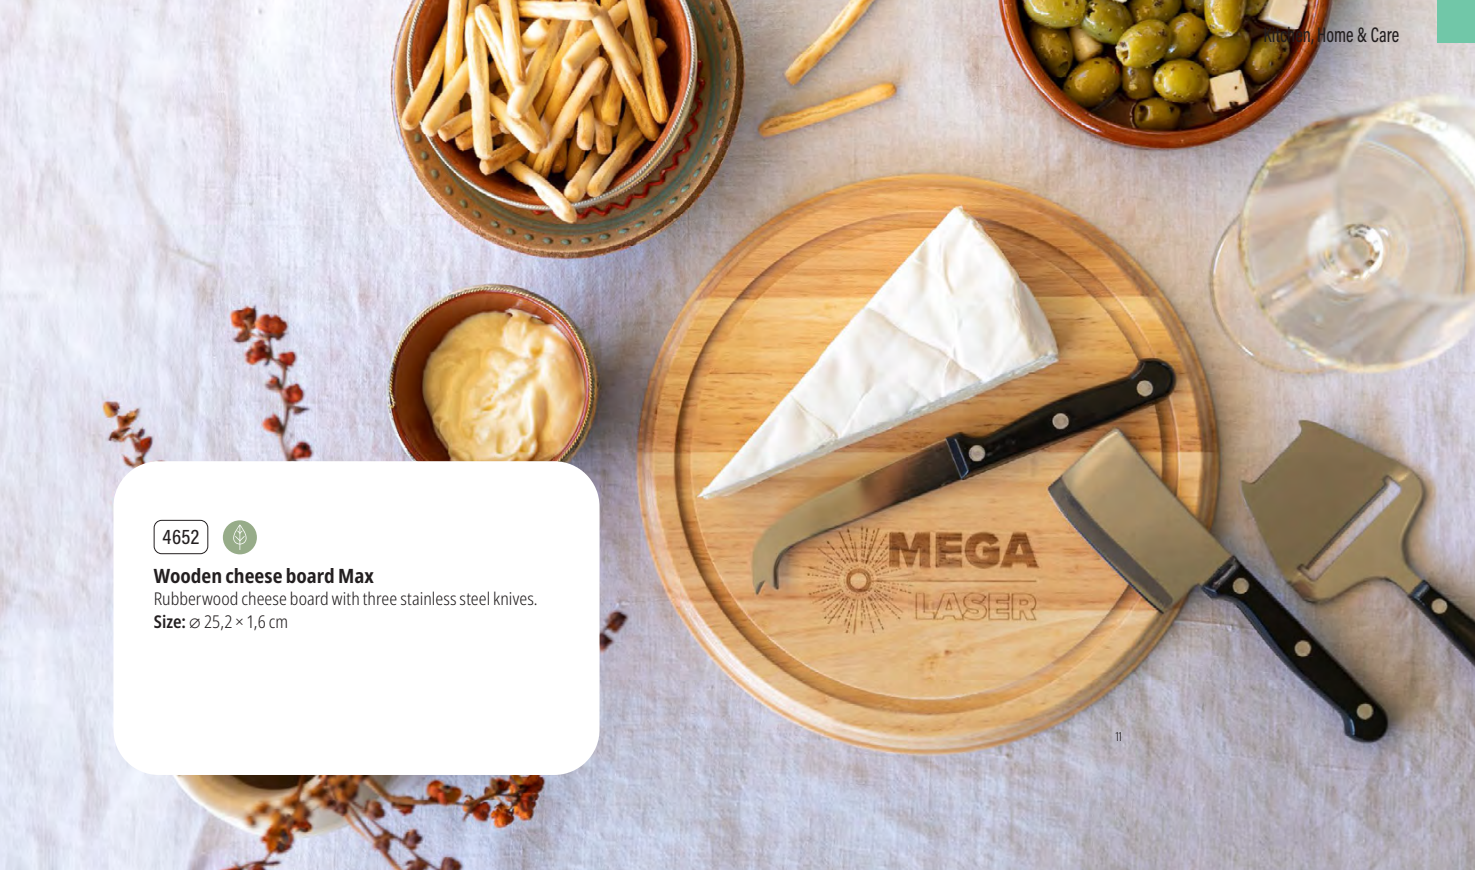 Kitchen, Home & Care
4652
Wooden cheese board Max
Rubberwood cheese board with three stainless steel knives.
Size: ⌀ 25,2 × 1,6 cm
MEGA
LASER
11